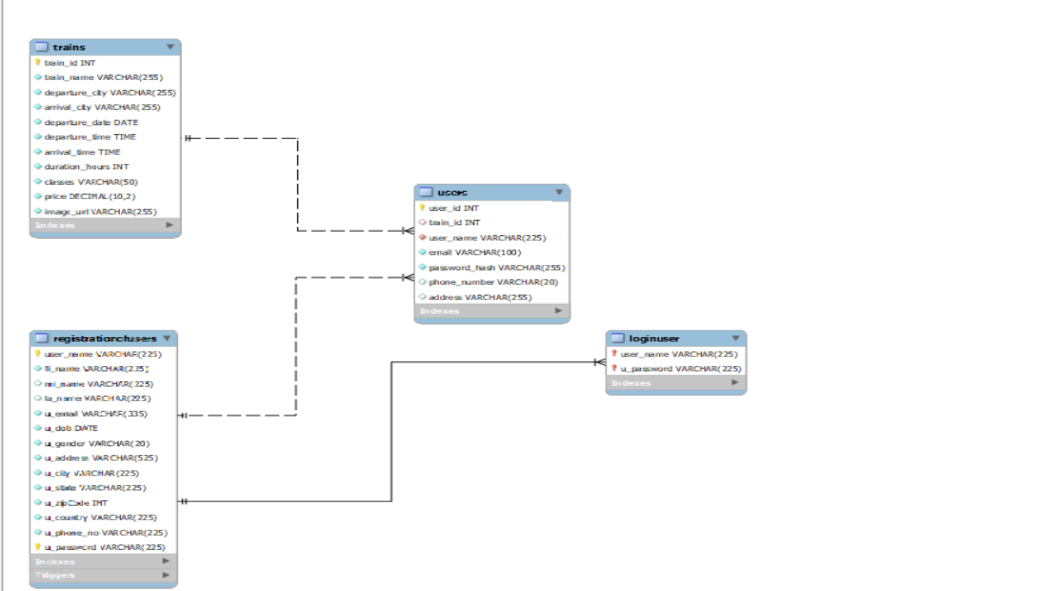 trains
train_id INT
train_name VARCHAR(255)
departure_city VARCHAR(255)
arrival_city VARCHAR(255)
departure_date DATE
departure_time TIME
arrival_time TIME
duration_hours INT
classes VARCHAR(50)
price DECIMAL(10,2)
image_url VARCHAR(255)
Indexes
users
user_id INT
train_id INT
user_name VARCHAR(225)
email VARCHAR(100)
password_hash VARCHAR(255)
phone_number VARCHAR(20)
address VARCHAR(255)
Indexes
registrationofusers
user_name VARCHAR(225)
fi_name VARCHAR(225)
mi_name VARCHAR(225)
la_name VARCHAR(225)
u_email VARCHAR(335)
u_dob DATE
u_gender VARCHAR(20)
u_address VARCHAR(525)
u_city VARCHAR(225)
u_state VARCHAR(225)
u_zipCode INT
u_country VARCHAR(225)
u_phone_no VARCHAR(225)
u_password VARCHAR(225)
Indexes
Triggers
loginuser
user_name VARCHAR(225)
u_password VARCHAR(225)
Indexes